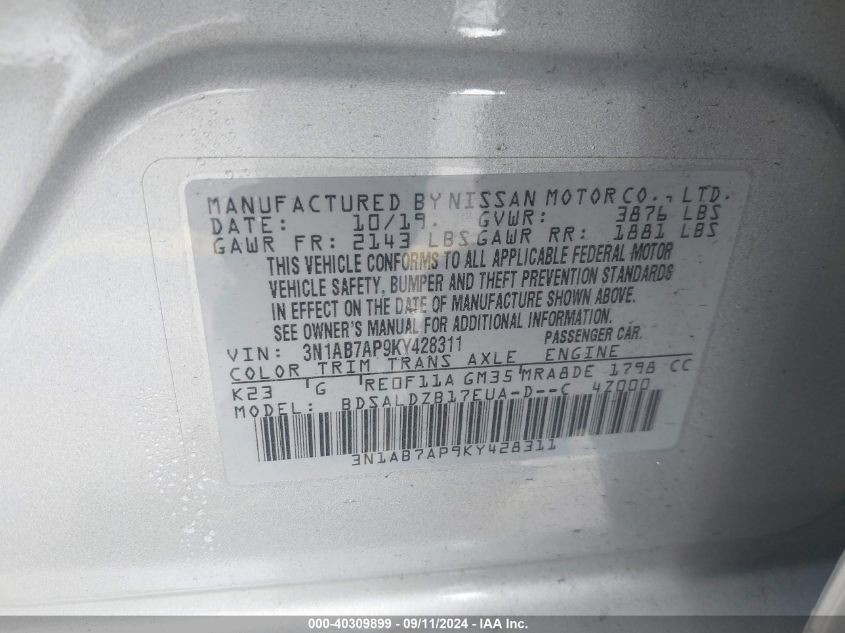 MANUFACTURED BY NISSAN MOTOR CO., LTD.
DATE: 10/19. GVWR: 3876 LBS
GAWR FR: 2143 LBS GAWR RR: 1881 LBS
THIS VEHICLE CONFORMS TO ALL APPLICABLE FEDERAL MOTOR
VEHICLE SAFETY, BUMPER AND THEFT PREVENTION STANDARDS
IN EFFECT ON THE DATE OF MANUFACTURE SHOWN ABOVE.
SEE OWNER'S MANUAL FOR ADDITIONAL INFORMATION.
VIN: 3N1AB7AP9KY428311 PASSENGER CAR.
COLOR TRIM TRANS AXLE ENGINE
K23 G RE0F11A GM35 MRA8DE 1798 CC
MODEL: BDSALDZB17EUA-D--C 4Z000
3N1AB7AP9KY428311
000-40309899 - 09/11/2024 - IAA Inc.